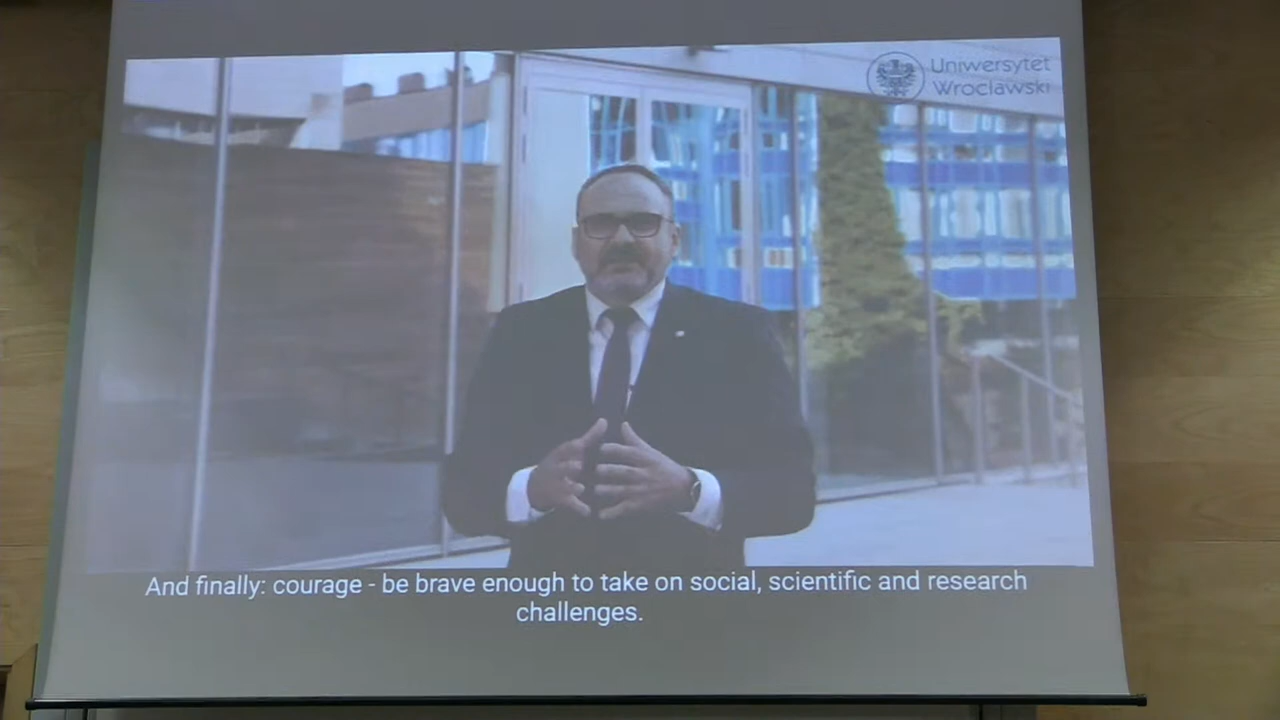 Uniwersytet
Wrocławski
And finally: courage - be brave enough to take on social, scientific and research
challenges.